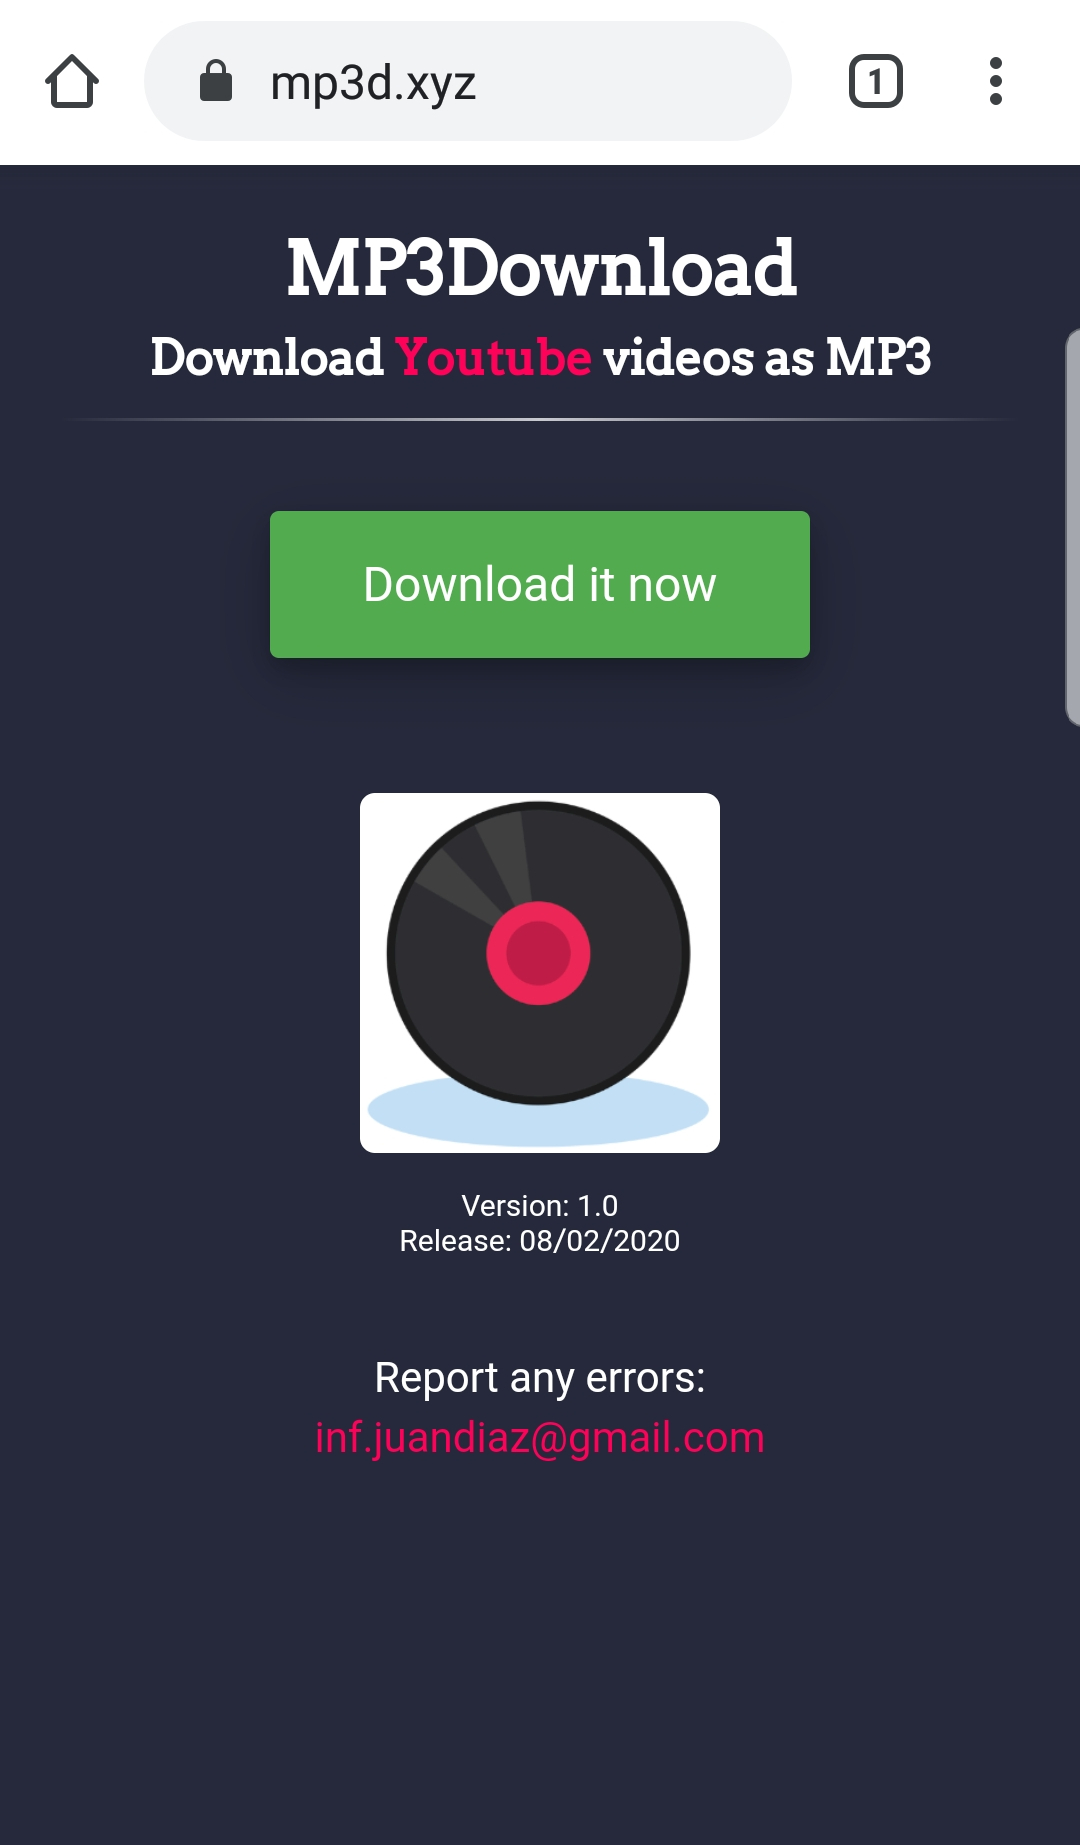 mp3d.xyz
1
MP3Download
Download Youtube videos as MP3
Download it now
Version: 1.0
Release: 08/02/2020
Report any errors:
inf.juandiaz@gmail.com